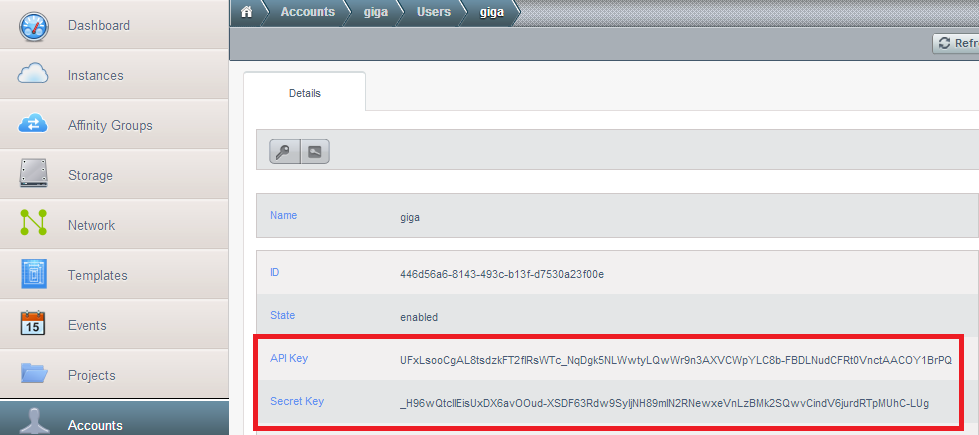 Accounts giga Users giga
Dashboard
Refr
Instances
Details
Affinity Groups
Storage
Name giga
Network
Templates
ID 446d56a6-8143-493c-b13f-d7530a23f00e
State enabled
15
Events
API Key UFxLsooCgAL8tsdzkFT2flRsWTc_NqDgk5NLWwtyLQwWr9n3AXVCWpYLC8b-FBDLNudCFRt0VnctAACOY1BrPQ
Projects
Secret Key _H96wQtcIlEisUxDX6avOOud-XSDF63Rdw9SyljNH89mlN2RNewxeVnLzBMk2SQwvCindV6jurdRTpMUhC-LUg
Accounts